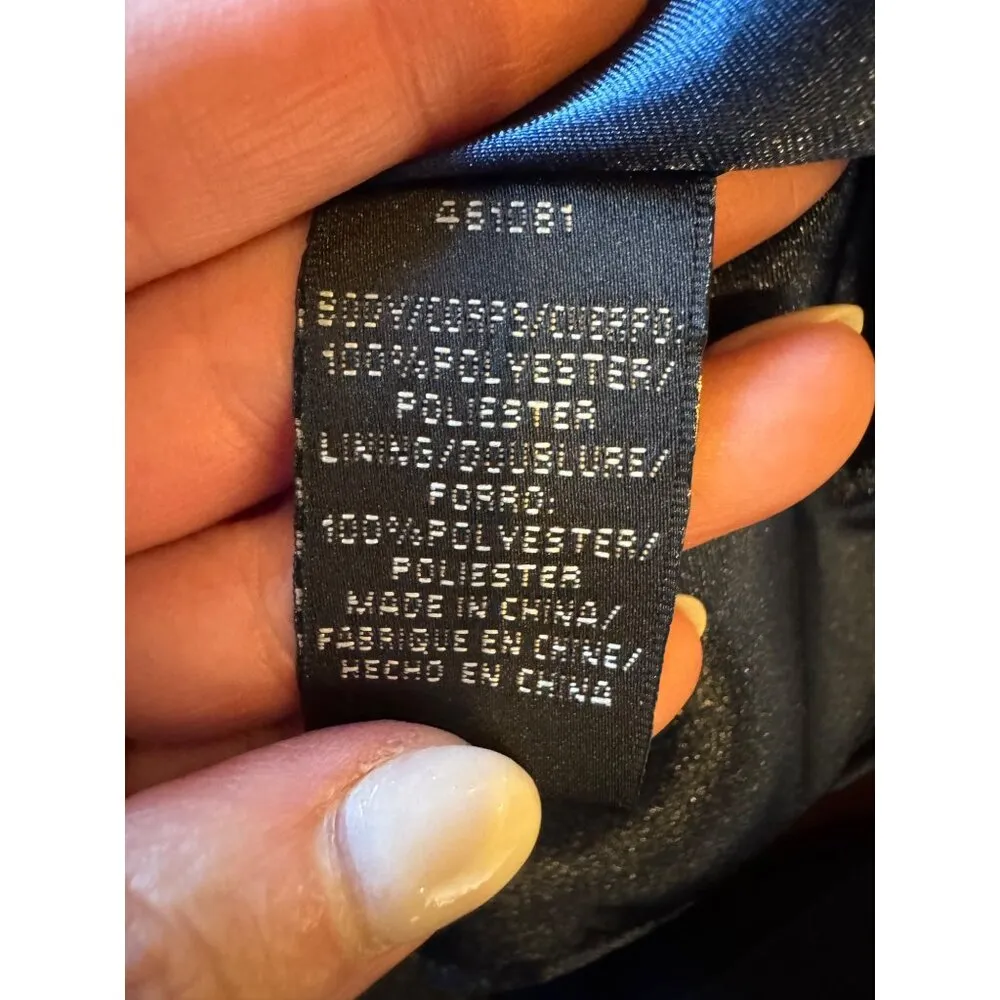 461081
BODY/CORPS/CUERPO:
100%POLYESTER/
POLIESTER
LINING/DOUBLURE/
FORRO:
100%POLYESTER/
POLIESTER
MADE IN CHINA/
FABRIQUE EN CHINE/
HECHO EN CHINA